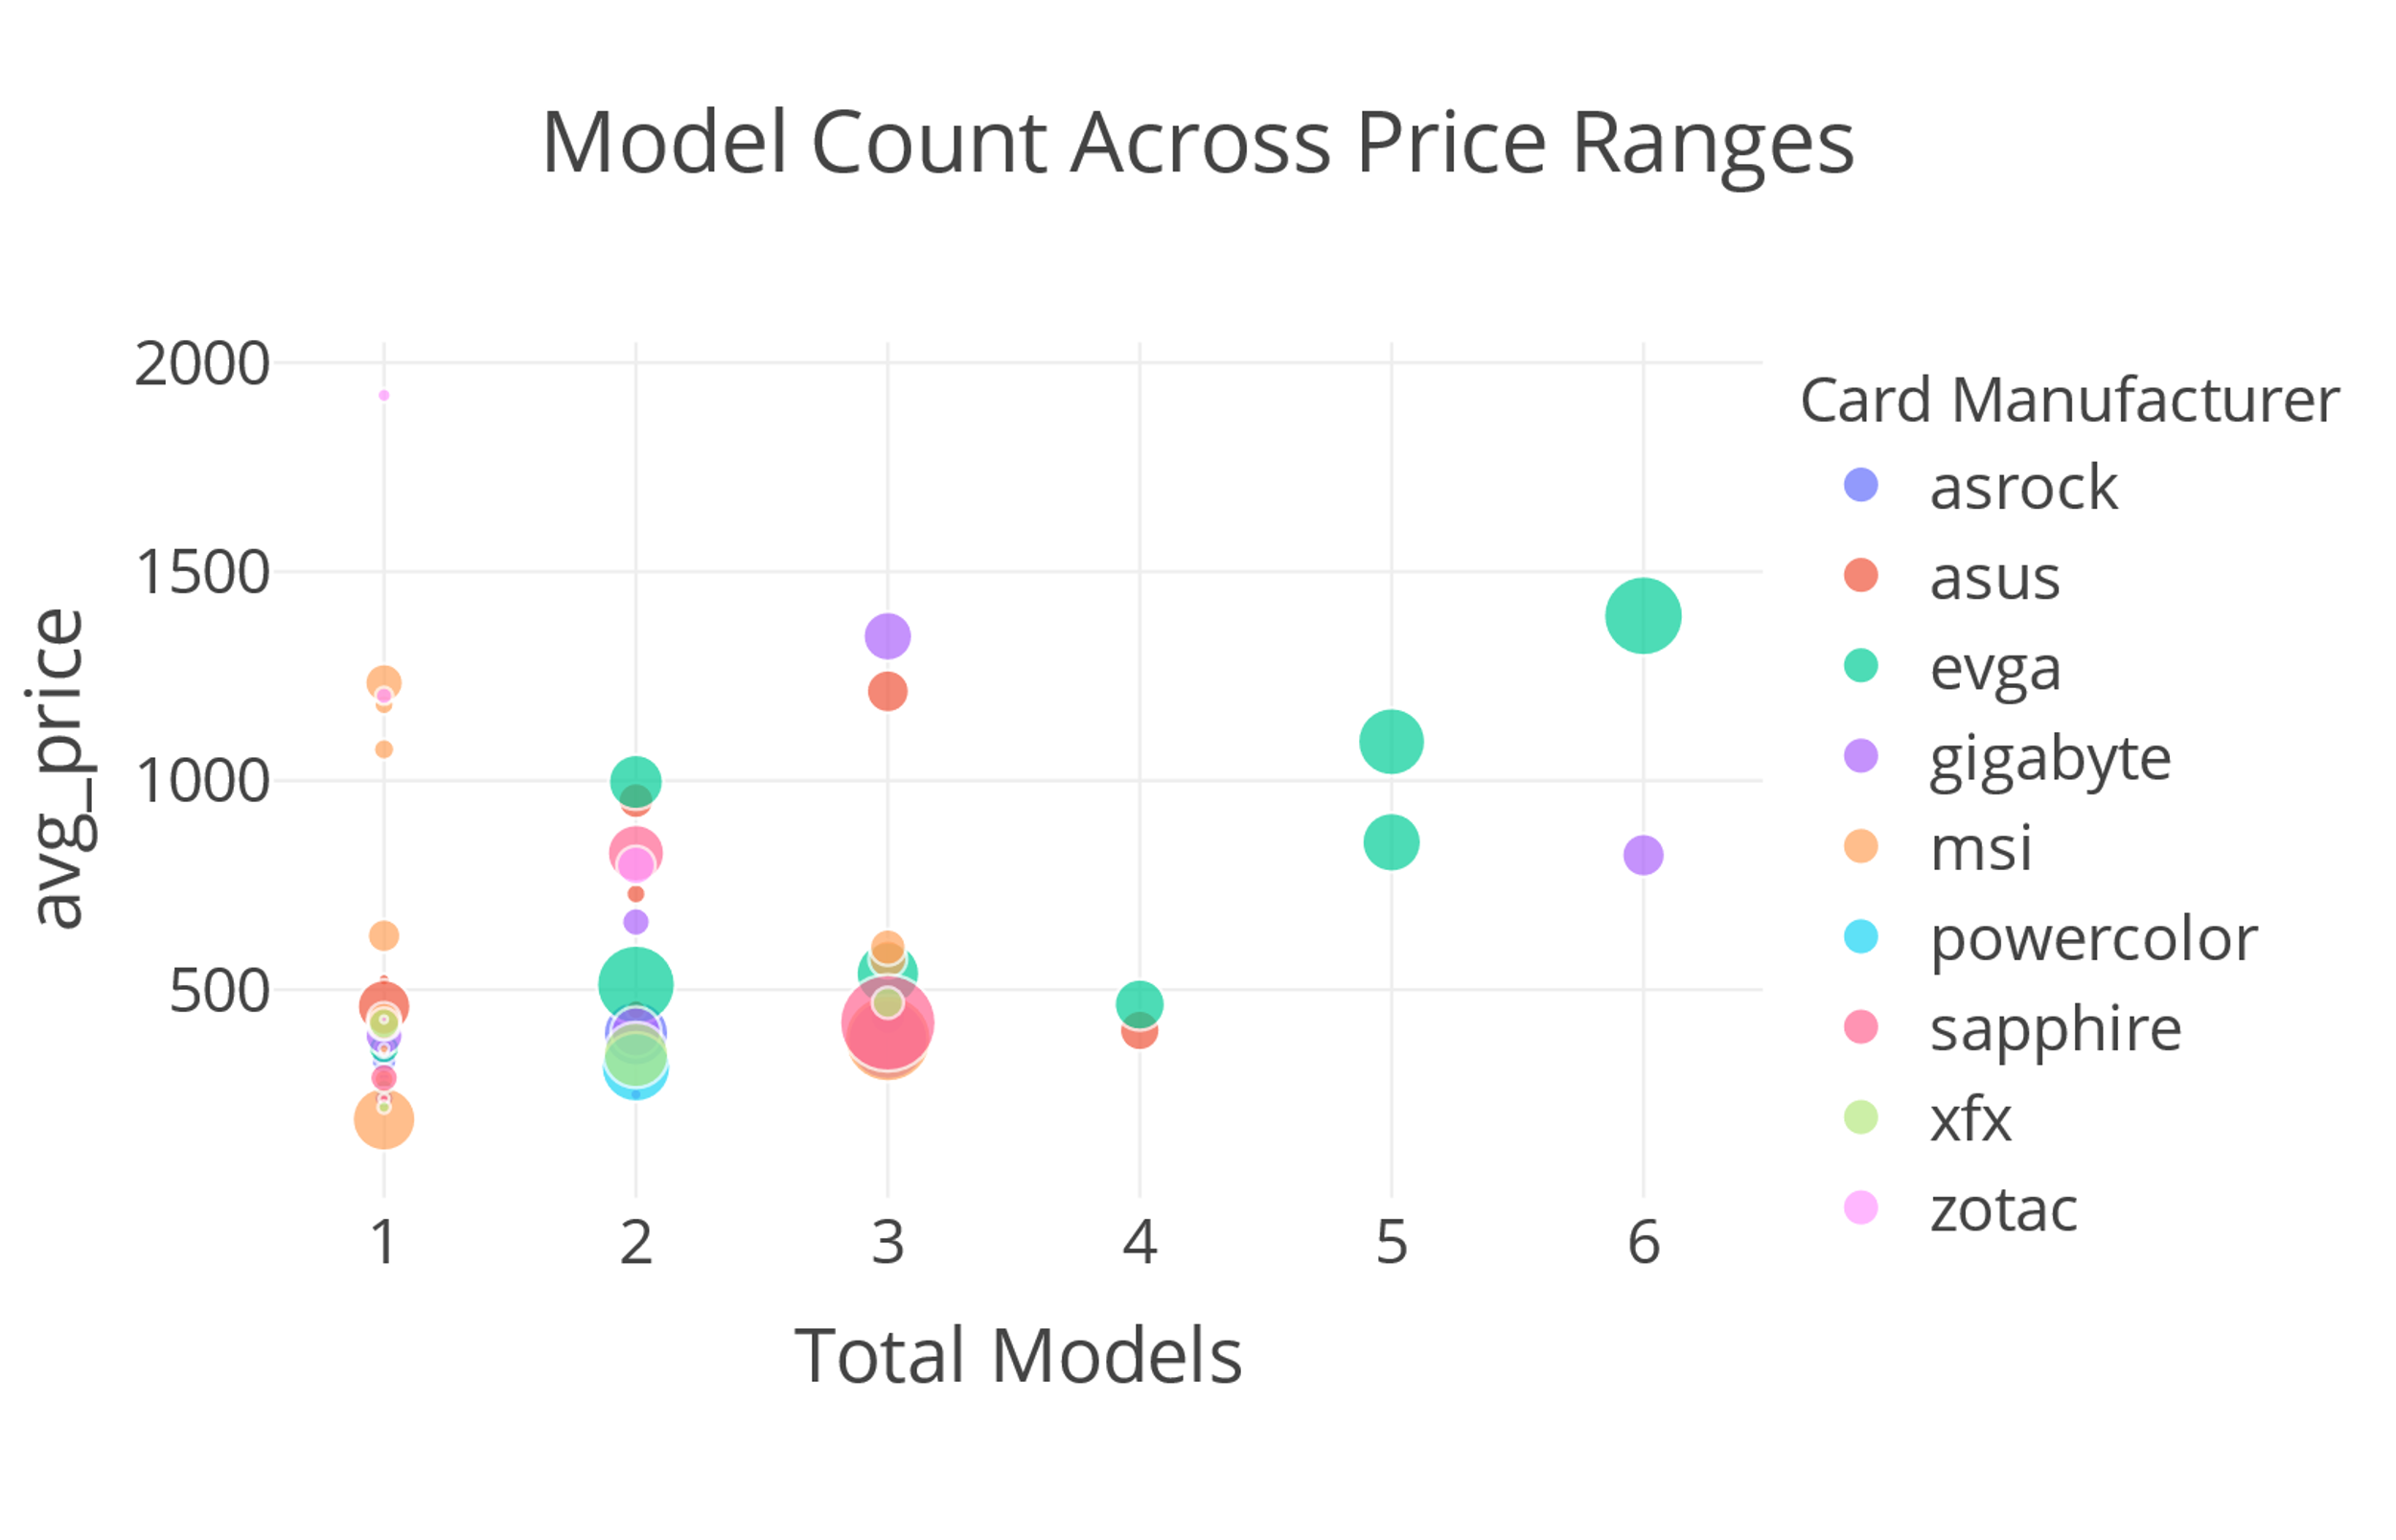 Model Count Across Price Ranges
2000
1500
1000
500
avg_price
1 2 3 4 5 6
Total Models
Card Manufacturer
asrock
asus
evga
gigabyte
msi
powercolor
sapphire
xfx
zotac